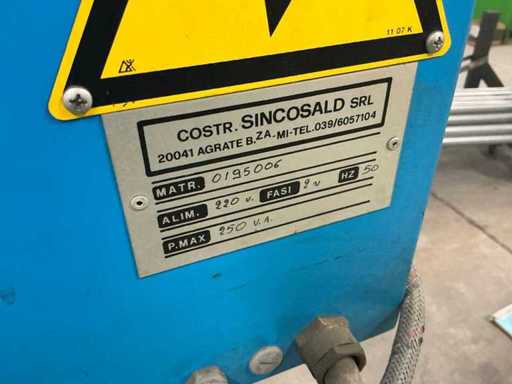 11 07 K
COSTR. SINCOSALD SRL
20041 AGRATE B.ZA.-MI-TEL.039/6057104
MATR. 0195006
ALIM. 220 V. FASI 2 ~ HZ 50
P.MAX 250 V.A.